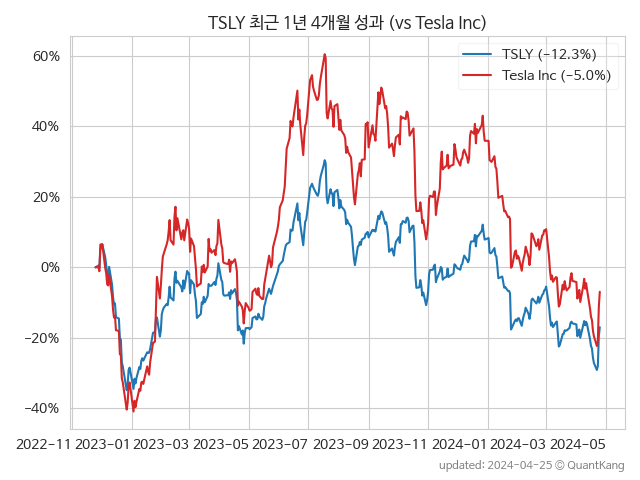 TSLY 최근 1년 4개월 성과 (vs Tesla Inc)
TSLY (−12.3%)
Tesla Inc (−5.0%)
60%
40%
20%
0%
−20%
−40%
2022−11 2023−01 2023−03 2023−05 2023−07 2023−09 2023−11 2024−01 2024−03 2024−05
updated: 2024−04−25 © QuantKang